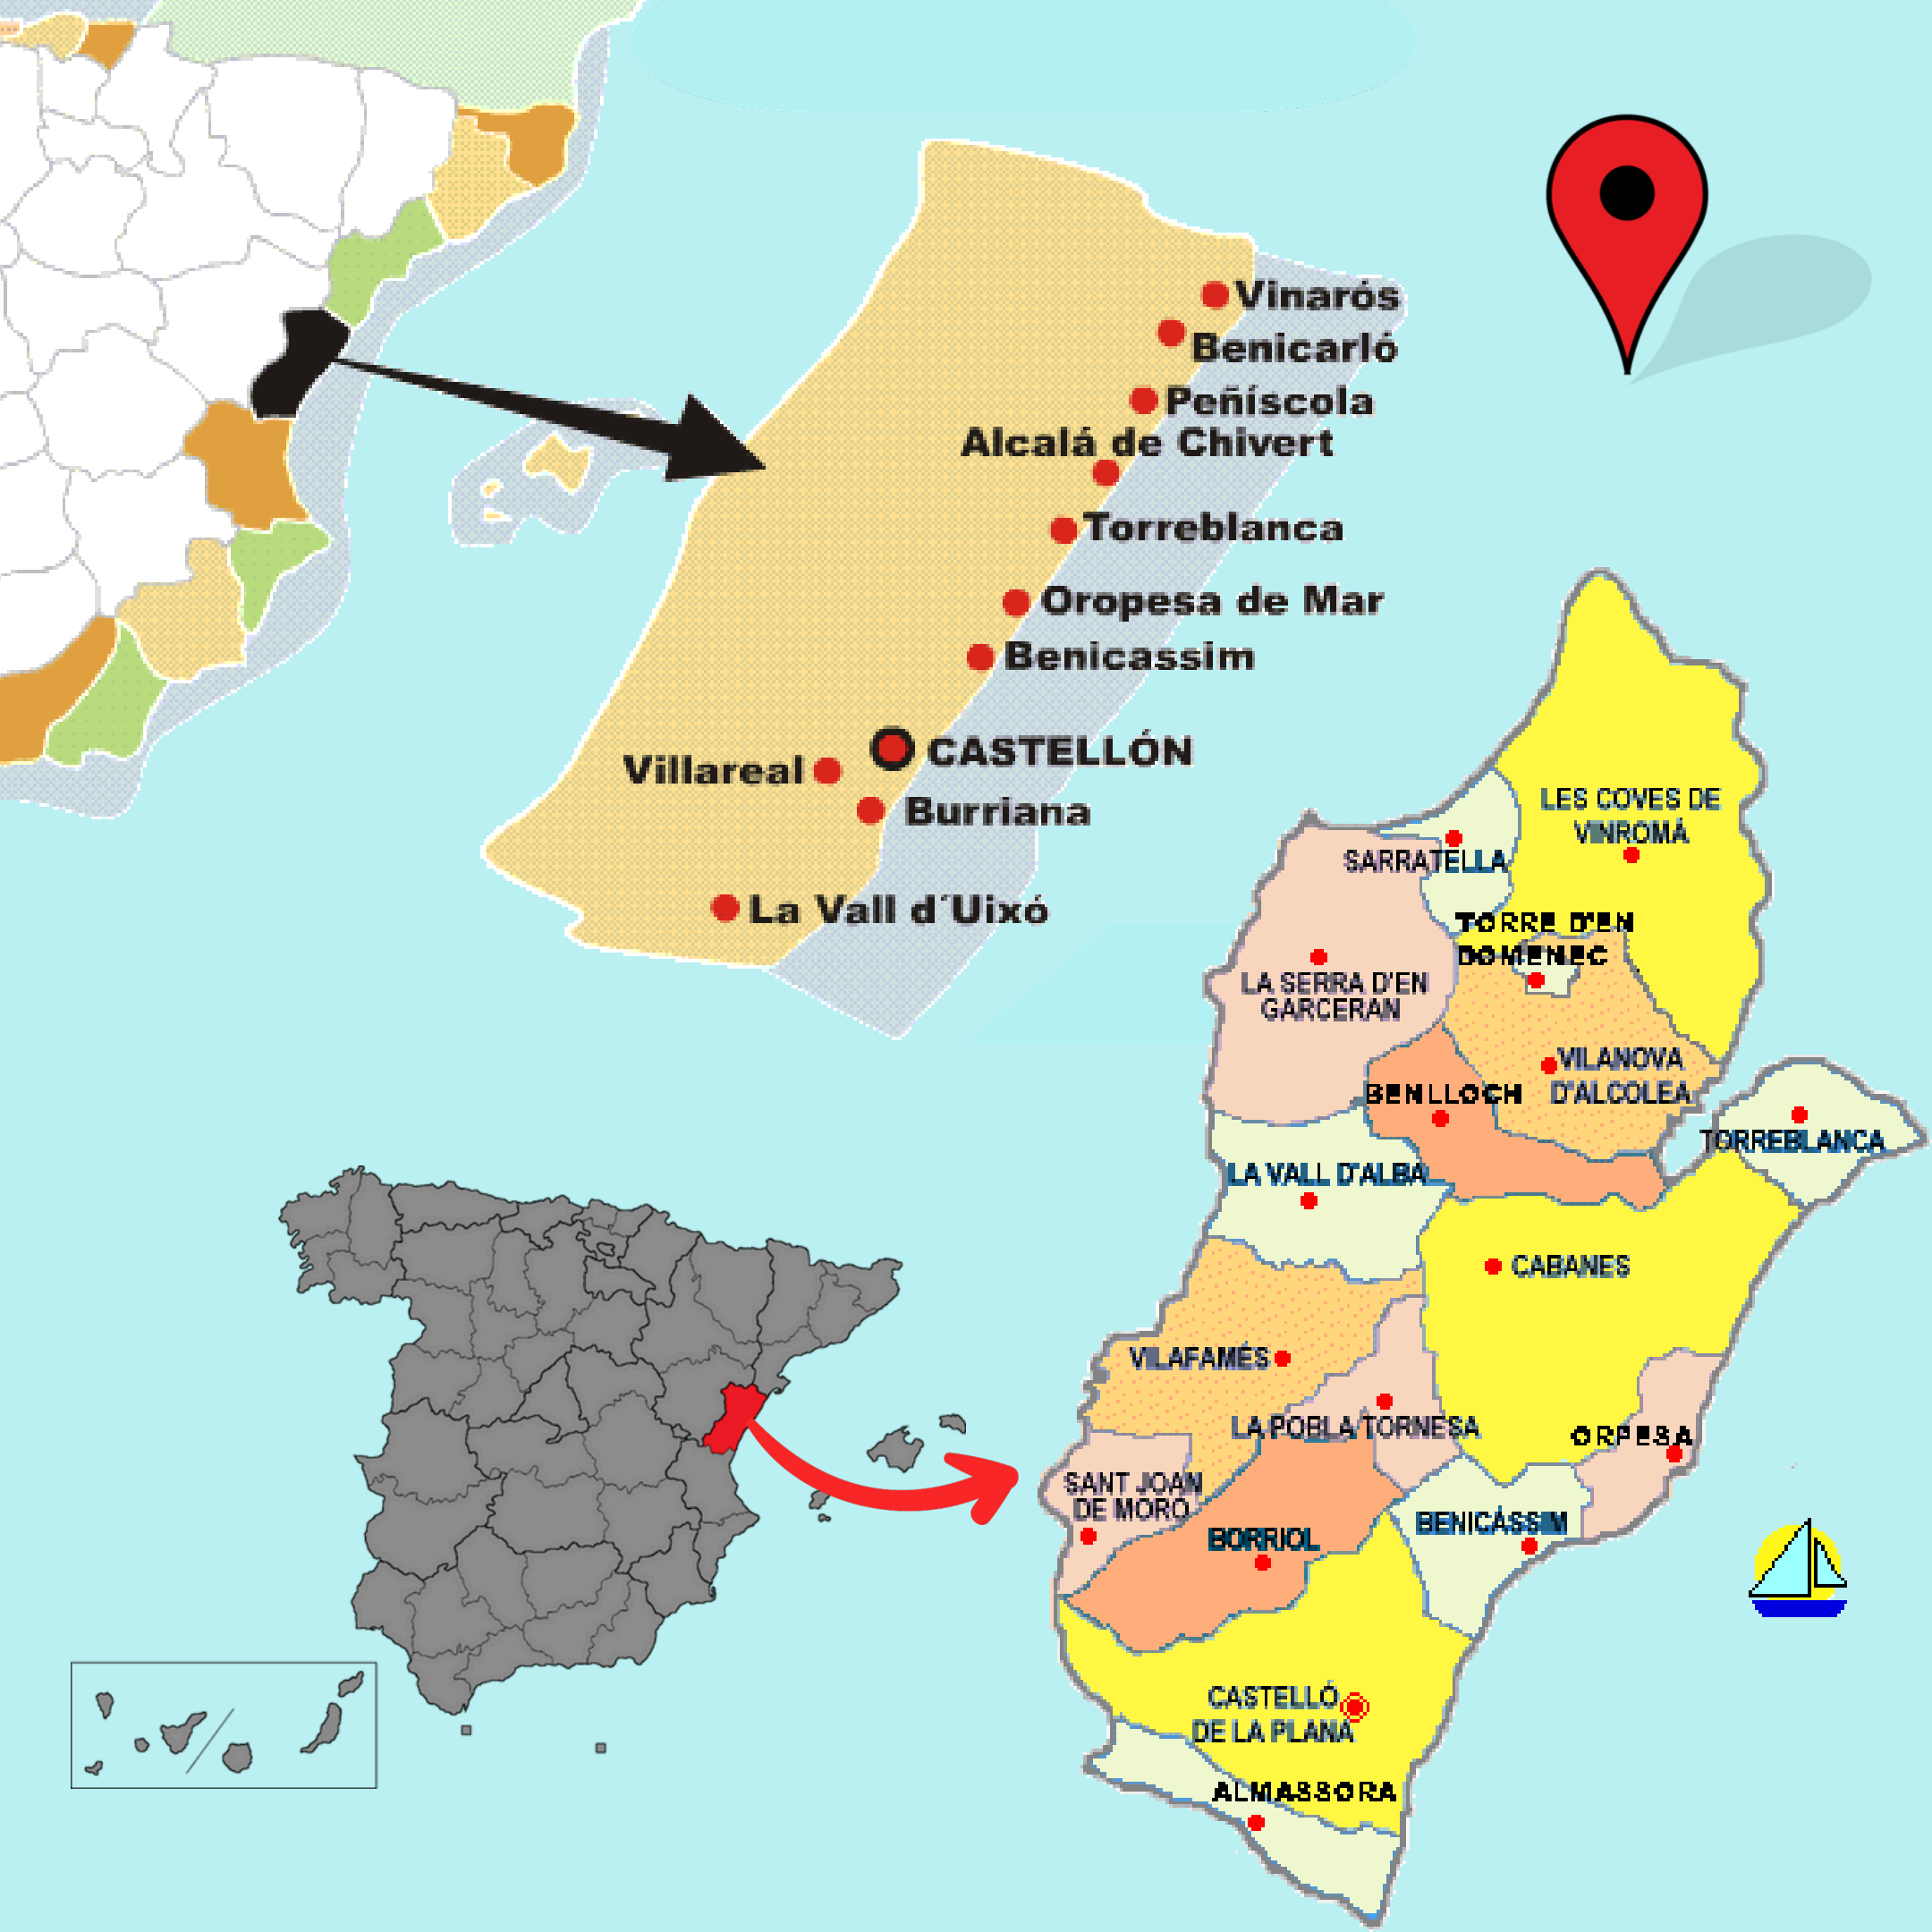 Vinarós
Benicarló
Peñíscola
Alcalá de Chivert
Torreblanca
Oropesa de Mar
Benicassim
CASTELLÓN
Villareal
Burriana
La Vall d´Uixó
LES COVES DE
VINROMÀ
SARRATELLA
TORRE D'EN
DOMENEC
LA SERRA D'EN
GARCERAN
VILANOVA
D'ALCOLEA
BENLLOCH
TORREBLANCA
LA VALL D'ALBA
CABANES
VILAFAMÉS
LA POBLA TORNESA
ORPESA
SANT JOAN
DE MORO
BENICÀSSIM
BORRIOL
CASTELLÓ
DE LA PLANA
ALMASSORA